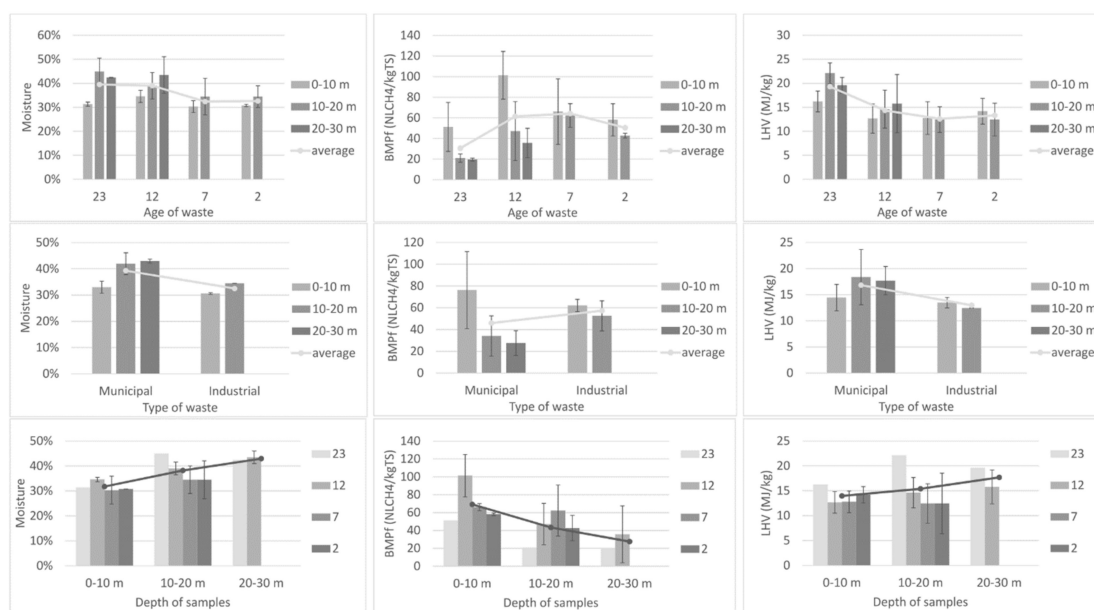 60%
50%
40%
30%
20%
10%
0%
Moisture
23 12 7 2
Age of waste
0-10 m
10-20 m
20-30 m
average
140
120
100
80
60
40
20
0
BMPf (NLCH4/kgTS)
23 12 7 2
Age of waste
0-10 m
10-20 m
20-30 m
average
30
25
20
15
10
5
0
LHV (MJ/kg)
23 12 7 2
Age of waste
0-10 m
10-20 m
20-30 m
average
50%
40%
30%
20%
10%
0%
Moisture
Municipal Industrial
Type of waste
0-10 m
10-20 m
20-30 m
average
120
100
80
60
40
20
0
BMPf (NLCH4/kgTS)
Municipal Industrial
Type of waste
0-10 m
10-20 m
20-30 m
average
25
20
15
10
5
0
LHV (MJ/kg)
Municipal Industrial
Type of waste
0-10 m
10-20 m
20-30 m
average
50%
40%
30%
20%
10%
0%
Moisture
0-10 m 10-20 m 20-30 m
Depth of samples
23
12
7
2
140
120
100
80
60
40
20
0
BMPf (NLCH4/kgTS)
0-10 m 10-20 m 20-30 m
Depth of samples
23
12
7
2
25
20
15
10
5
0
LHV (MJ/kg)
0-10 m 10-20 m 20-30 m
Depth of samples
23
12
7
2